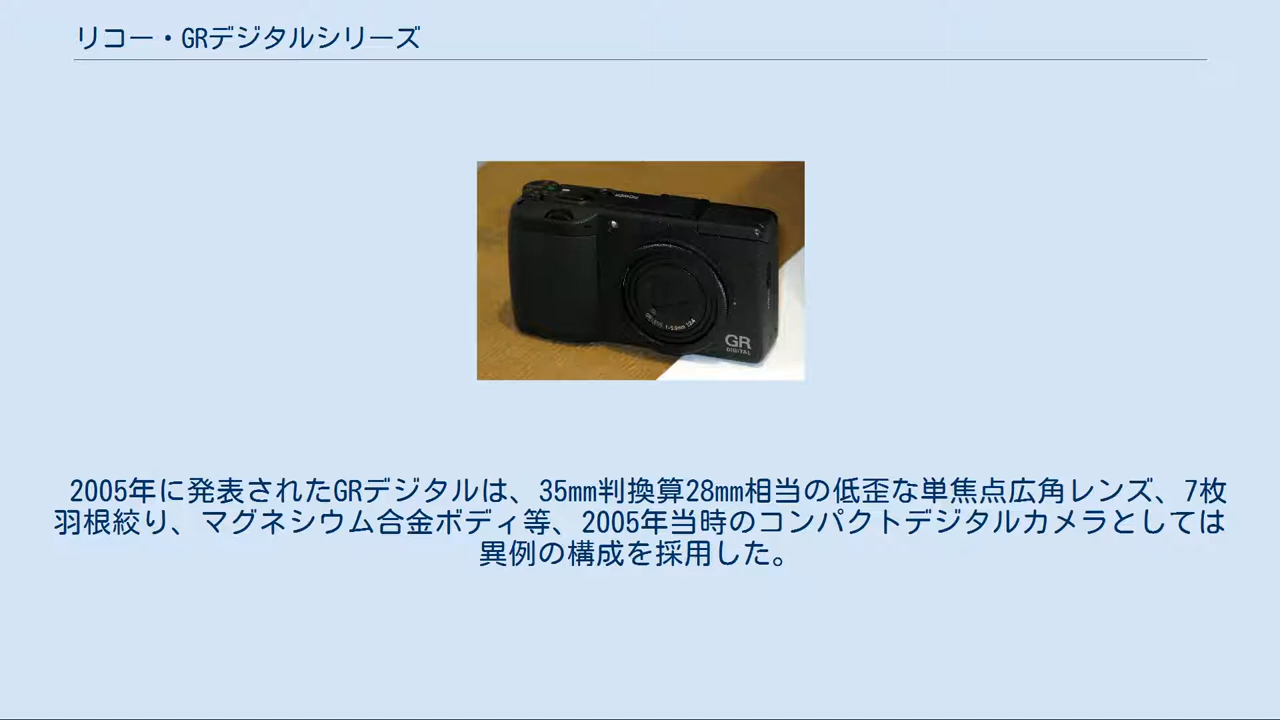 リコー・GRデジタルシリーズ
GR
DIGITAL
2005年に発表されたGRデジタルは、35mm判換算28mm相当の低歪な単焦点広角レンズ、7枚
羽根絞り、マグネシウム合金ボディ等、2005年当時のコンパクトデジタルカメラとしては
異例の構成を採用した。